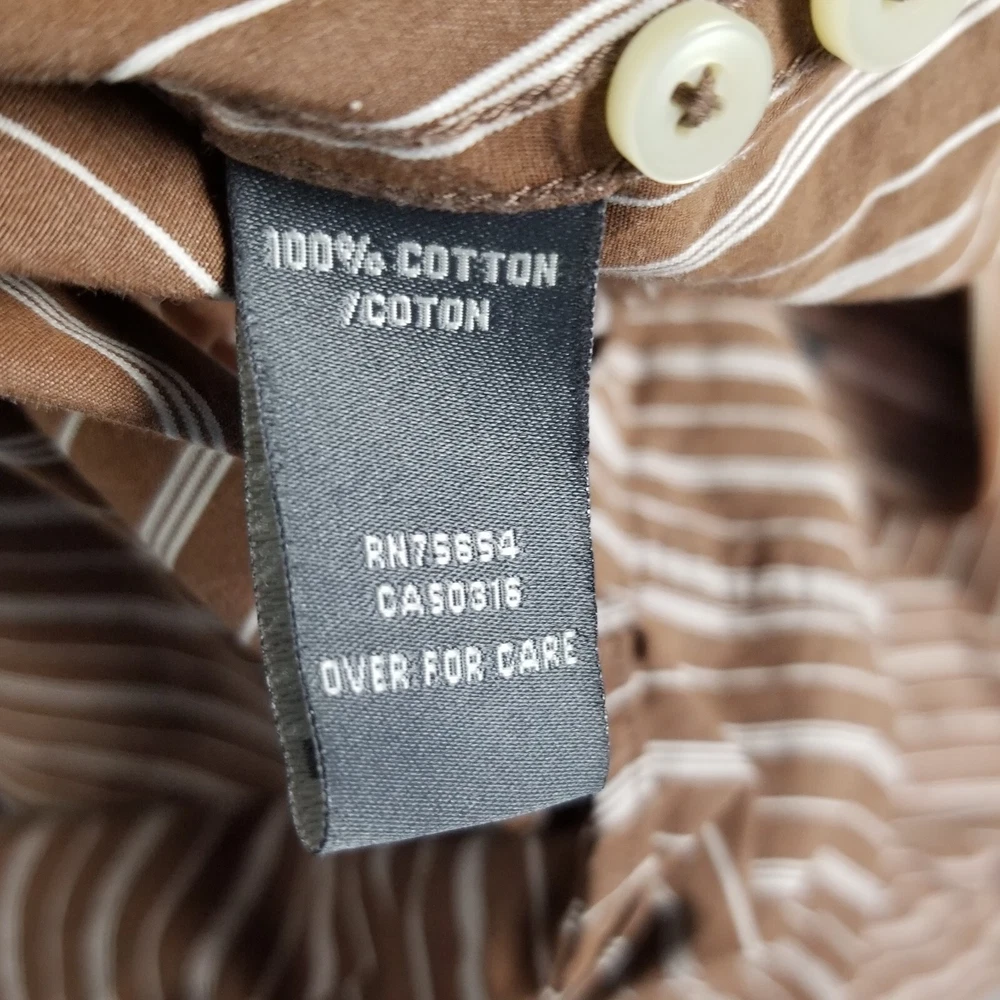 100% COTTON
/COTON
RN75654
CA50316
OVER FOR CARE